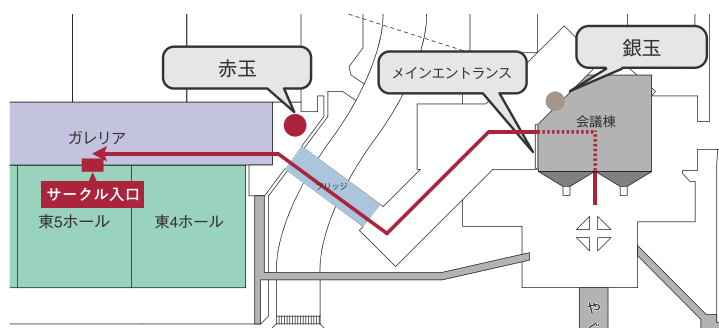 銀玉
赤玉
メインエントランス
会議棟
ガレリア
ブリッジ
サークル入口
東5ホール
東4ホール
やぐ